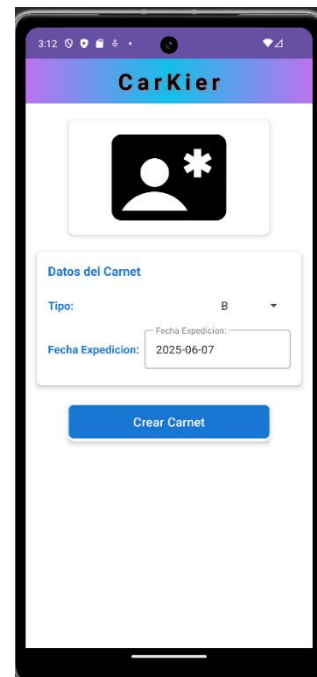 3:12
CarKier
Datos del Carnet
Tipo: B
Fecha Expedicion:
Fecha Expedicion: 2025-06-07
Crear Carnet